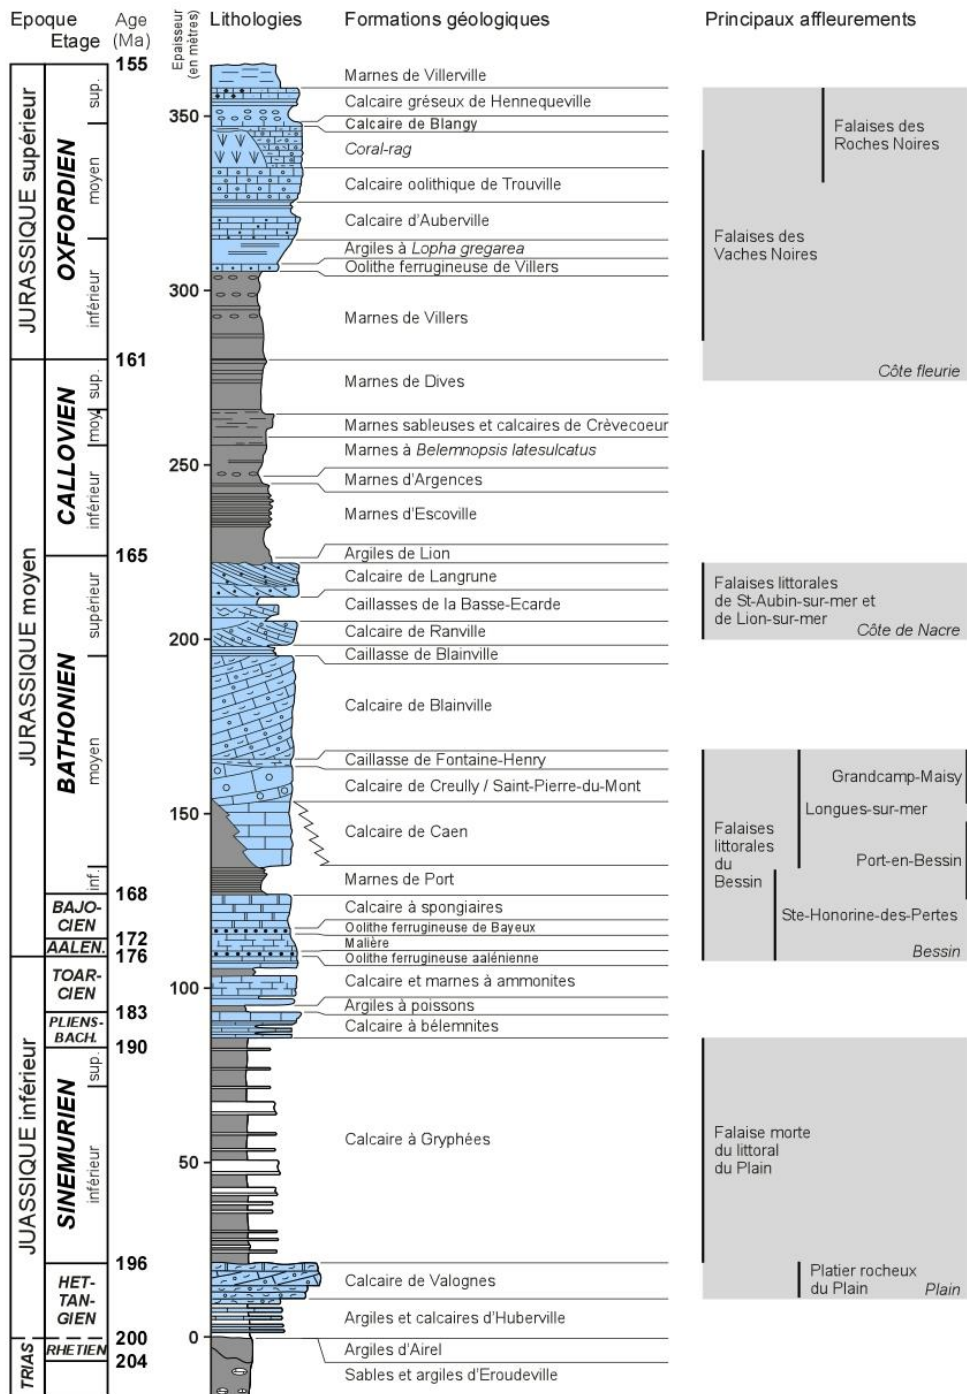 Epoque
Etage
Age
(Ma)
Epaisseur
(en mètres)
Lithologies
Formations géologiques
Principaux affleurements
JURASSIQUE supérieur
OXFORDIEN
sup.
moyen
inférieur
JURASSIQUE moyen
CALLOVIEN
sup.
moy.
inférieur
BATHONIEN
supérieur
moyen
inf.
BAJO-
CIEN
AALEN.
JUASSIQUE inférieur
TOAR-
CIEN
PLIENS-
BACH.
SINEMURIEN
sup.
inférieur
HET-
TAN-
GIEN
TRIAS
RHETIEN
155
161
165
168
172
176
183
190
196
200
204
350
300
250
200
150
100
50
0
Marnes de Villerville
Calcaire gréseux de Hennequeville
Calcaire de Blangy
Coral-rag
Calcaire oolithique de Trouville
Calcaire d'Auberville
Argiles à Lopha gregarea
Oolithe ferrugineuse de Villers
Marnes de Villers
Marnes de Dives
Marnes sableuses et calcaires de Crèvecoeur
Marnes à Belemnopsis latesulcatus
Marnes d'Argences
Marnes d'Escoville
Argiles de Lion
Calcaire de Langrune
Caillasses de la Basse-Ecarde
Calcaire de Ranville
Caillasse de Blainville
Calcaire de Blainville
Caillasse de Fontaine-Henry
Calcaire de Creully / Saint-Pierre-du-Mont
Calcaire de Caen
Marnes de Port
Calcaire à spongiaires
Oolithe ferrugineuse de Bayeux
Malière
Oolithe ferrugineuse aalénienne
Calcaire et marnes à ammonites
Argiles à poissons
Calcaire à bélemnites
Calcaire à Gryphées
Calcaire de Valognes
Argiles et calcaires d'Huberville
Argiles d'Airel
Sables et argiles d'Eroudeville
Falaises des
Roches Noires
Falaises des
Vaches Noires
Côte fleurie
Falaises littorales
de St-Aubin-sur-mer et
de Lion-sur-mer
Côte de Nacre
Grandcamp-Maisy
Longues-sur-mer
Falaises
littorales
du
Bessin
Port-en-Bessin
Ste-Honorine-des-Pertes
Bessin
Falaise morte
du littoral
du Plain
Platier rocheux
du Plain
Plain